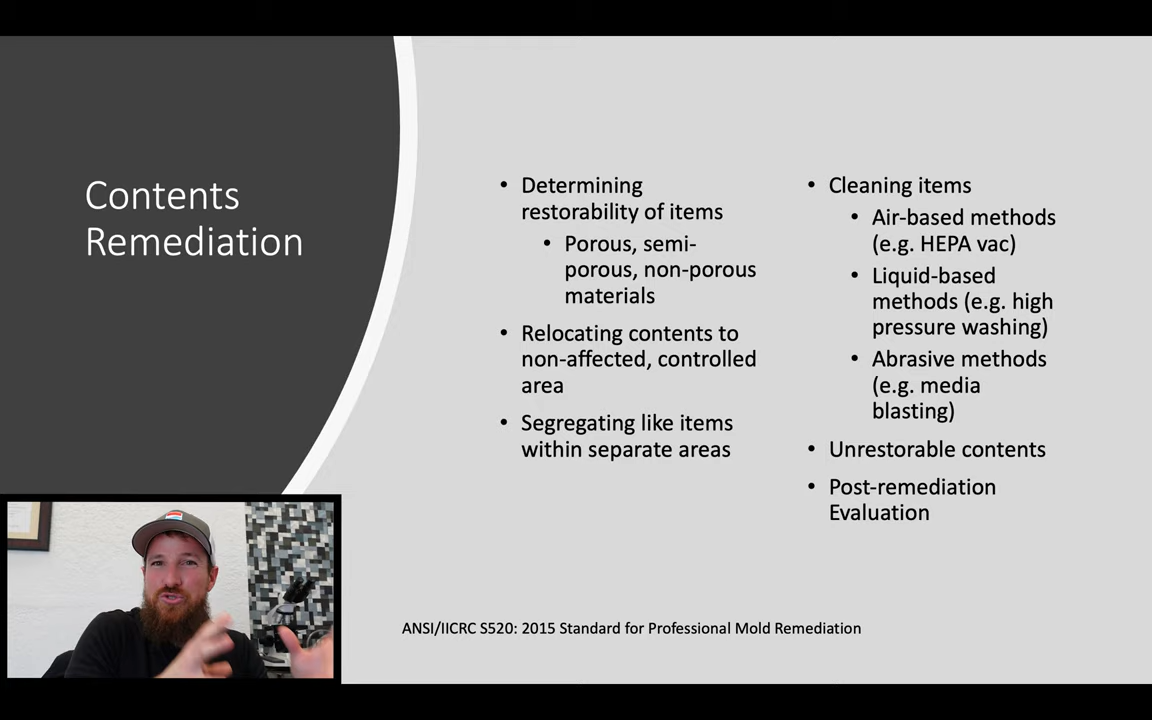 Contents
Remediation
• Determining
restorability of items
• Porous, semi-
porous, non-porous
materials
• Relocating contents to
non-affected, controlled
area
• Segregating like items
within separate areas
• Cleaning items
• Air-based methods
(e.g. HEPA vac)
• Liquid-based
methods (e.g. high
pressure washing)
• Abrasive methods
(e.g. media
blasting)
• Unrestorable contents
• Post-remediation
Evaluation
ANSI/IICRC S520: 2015 Standard for Professional Mold Remediation